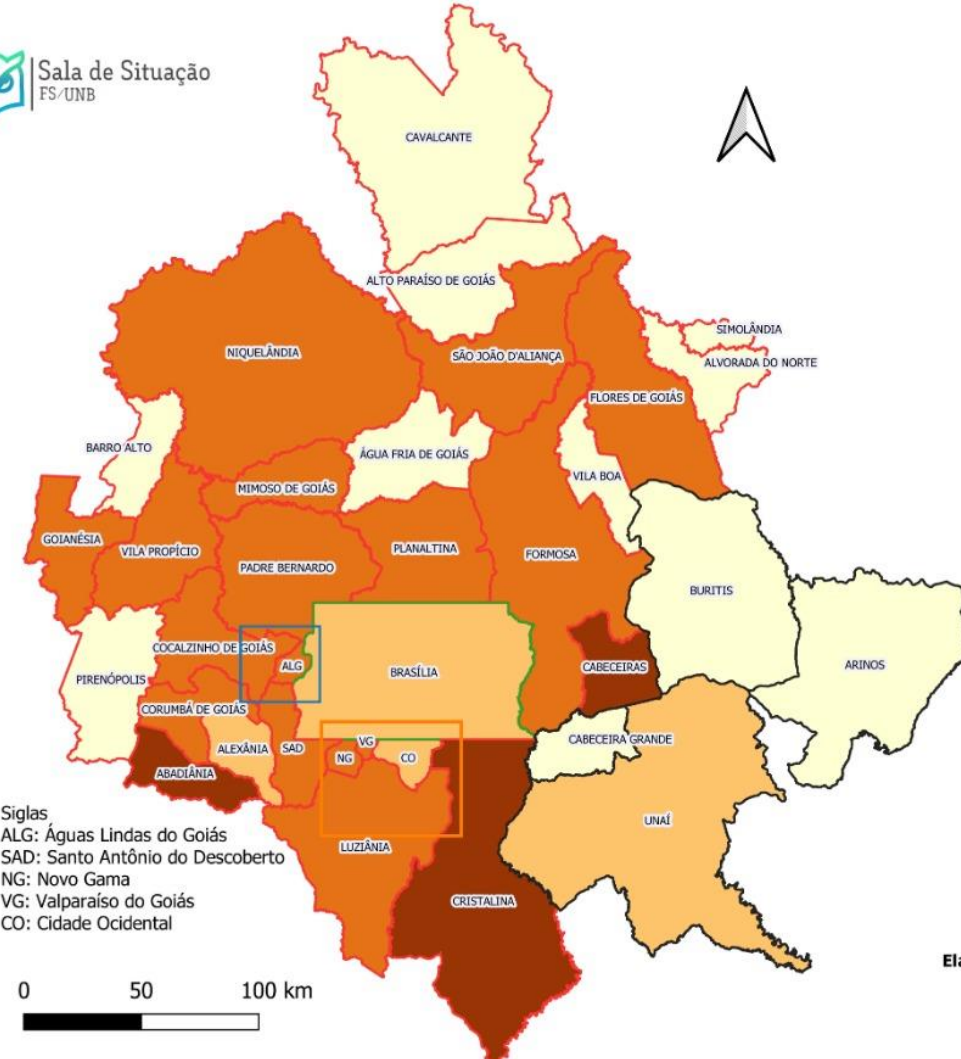 Sala de Situação
FS/UNB
CAVALCANTE
ALTO PARAÍSO DE GOIÁS
SIMOLÂNDIA
NIQUELÂNDIA
SÃO JOÃO D'ALIANÇA
ALVORADA DO NORTE
FLORES DE GOIÁS
BARRO ALTO
ÁGUA FRIA DE GOIÁS
VILA BOA
MIMOSO DE GOIÁS
GOIANÉSIA
VILA PROPÍCIO
PLANALTINA
FORMOSA
PADRE BERNARDO
BURITIS
COCALZINHO DE GOIÁS
ALG
BRASÍLIA
CABECEIRAS
ARINOS
PIRENÓPOLIS
CORUMBÁ DE GOIÁS
ALEXÂNIA
SAD
VG
NG
CO
CABECEIRA GRANDE
ABADIÂNIA
UNAÍ
LUZIÂNIA
CRISTALINA
Siglas
ALG: Águas Lindas do Goiás
SAD: Santo Antônio do Descoberto
NG: Novo Gama
VG: Valparaíso do Goiás
CO: Cidade Ocidental
0 50 100 km